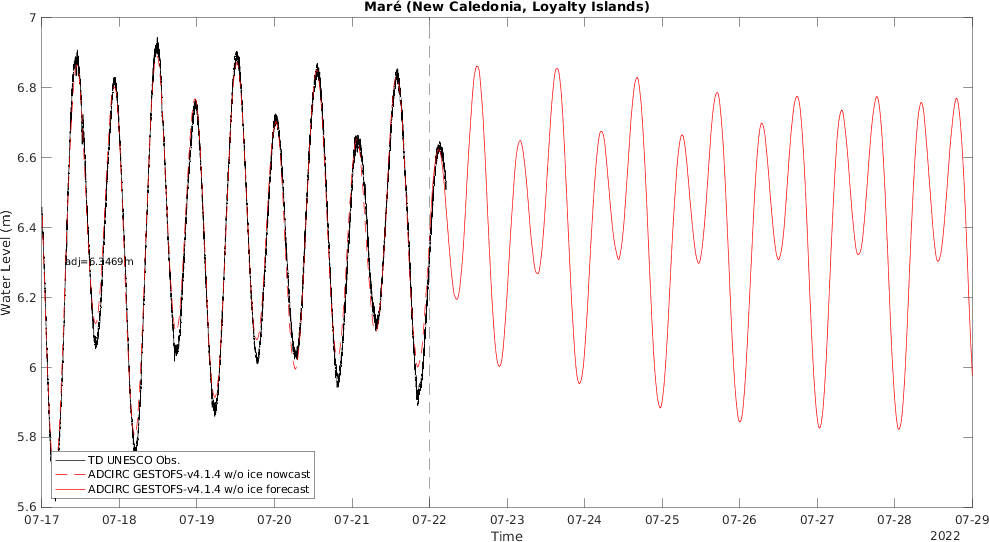 Maré (New Caledonia, Loyalty Islands)
7
6.8
6.6
6.4
6.2
6
5.8
5.6
Water Level (m)
adj=6.3469m
TD UNESCO Obs.
ADCIRC GESTOFS-v4.1.4 w/o ice nowcast
ADCIRC GESTOFS-v4.1.4 w/o ice forecast
07-17 07-18 07-19 07-20 07-21 07-22 07-23 07-24 07-25 07-26 07-27 07-28 07-29
Time
2022